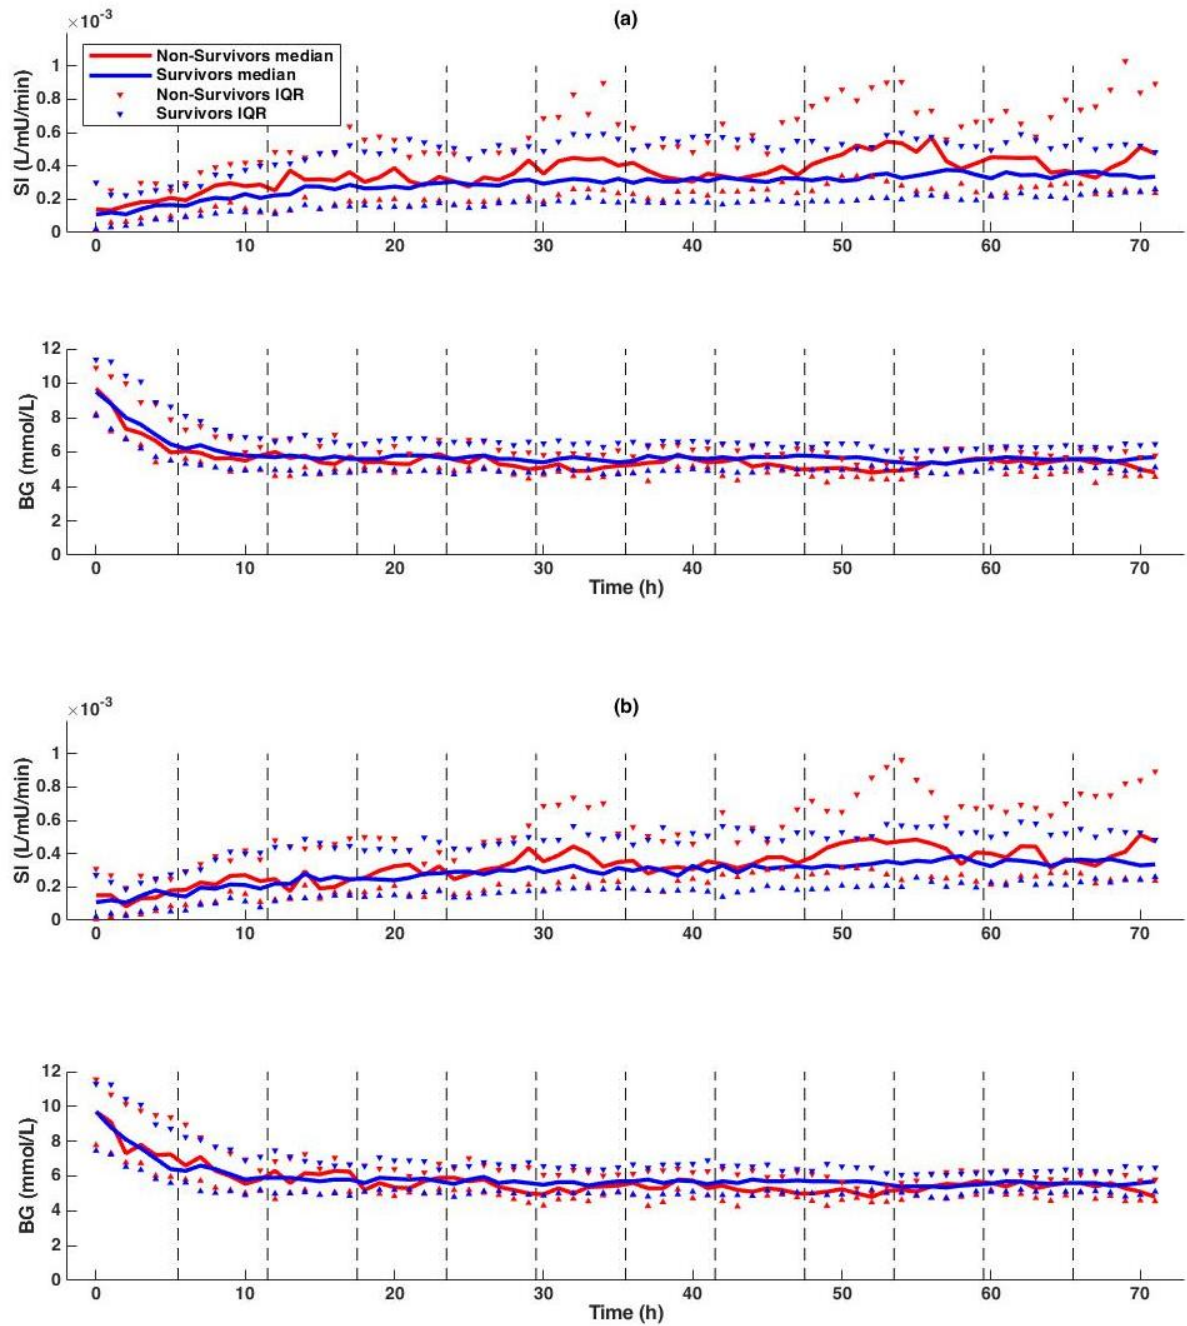 (a)
×10⁻³
Non-Survivors median
Survivors median
Non-Survivors IQR
Survivors IQR
SI (L/mU/min)
1
0.8
0.6
0.4
0.2
0
0 10 20 30 40 50 60 70
BG (mmol/L)
12
10
8
6
4
2
0
0 10 20 30 40 50 60 70
Time (h)
(b)
×10⁻³
SI (L/mU/min)
1
0.8
0.6
0.4
0.2
0
0 10 20 30 40 50 60 70
BG (mmol/L)
12
10
8
6
4
2
0
0 10 20 30 40 50 60 70
Time (h)